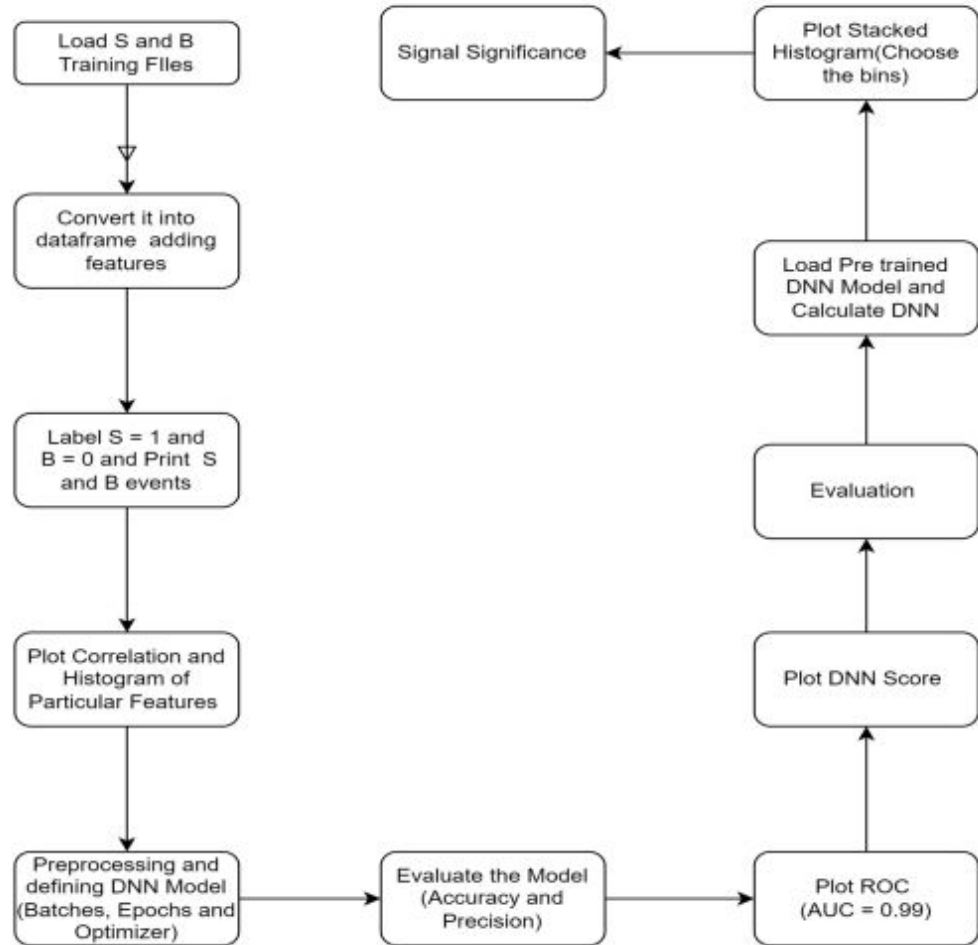 Load S and B
Training FIles
Convert it into
dataframe adding
features
Label S = 1 and
B = 0 and Print S
and B events
Plot Correlation and
Histogram of
Particular Features
Preprocessing and
defining DNN Model
(Batches, Epochs and
Optimizer)
Evaluate the Model
(Accuracy and
Precision)
Plot ROC
(AUC = 0.99)
Plot DNN Score
Evaluation
Load Pre trained
DNN Model and
Calculate DNN
Plot Stacked
Histogram(Choose
the bins)
Signal Significance